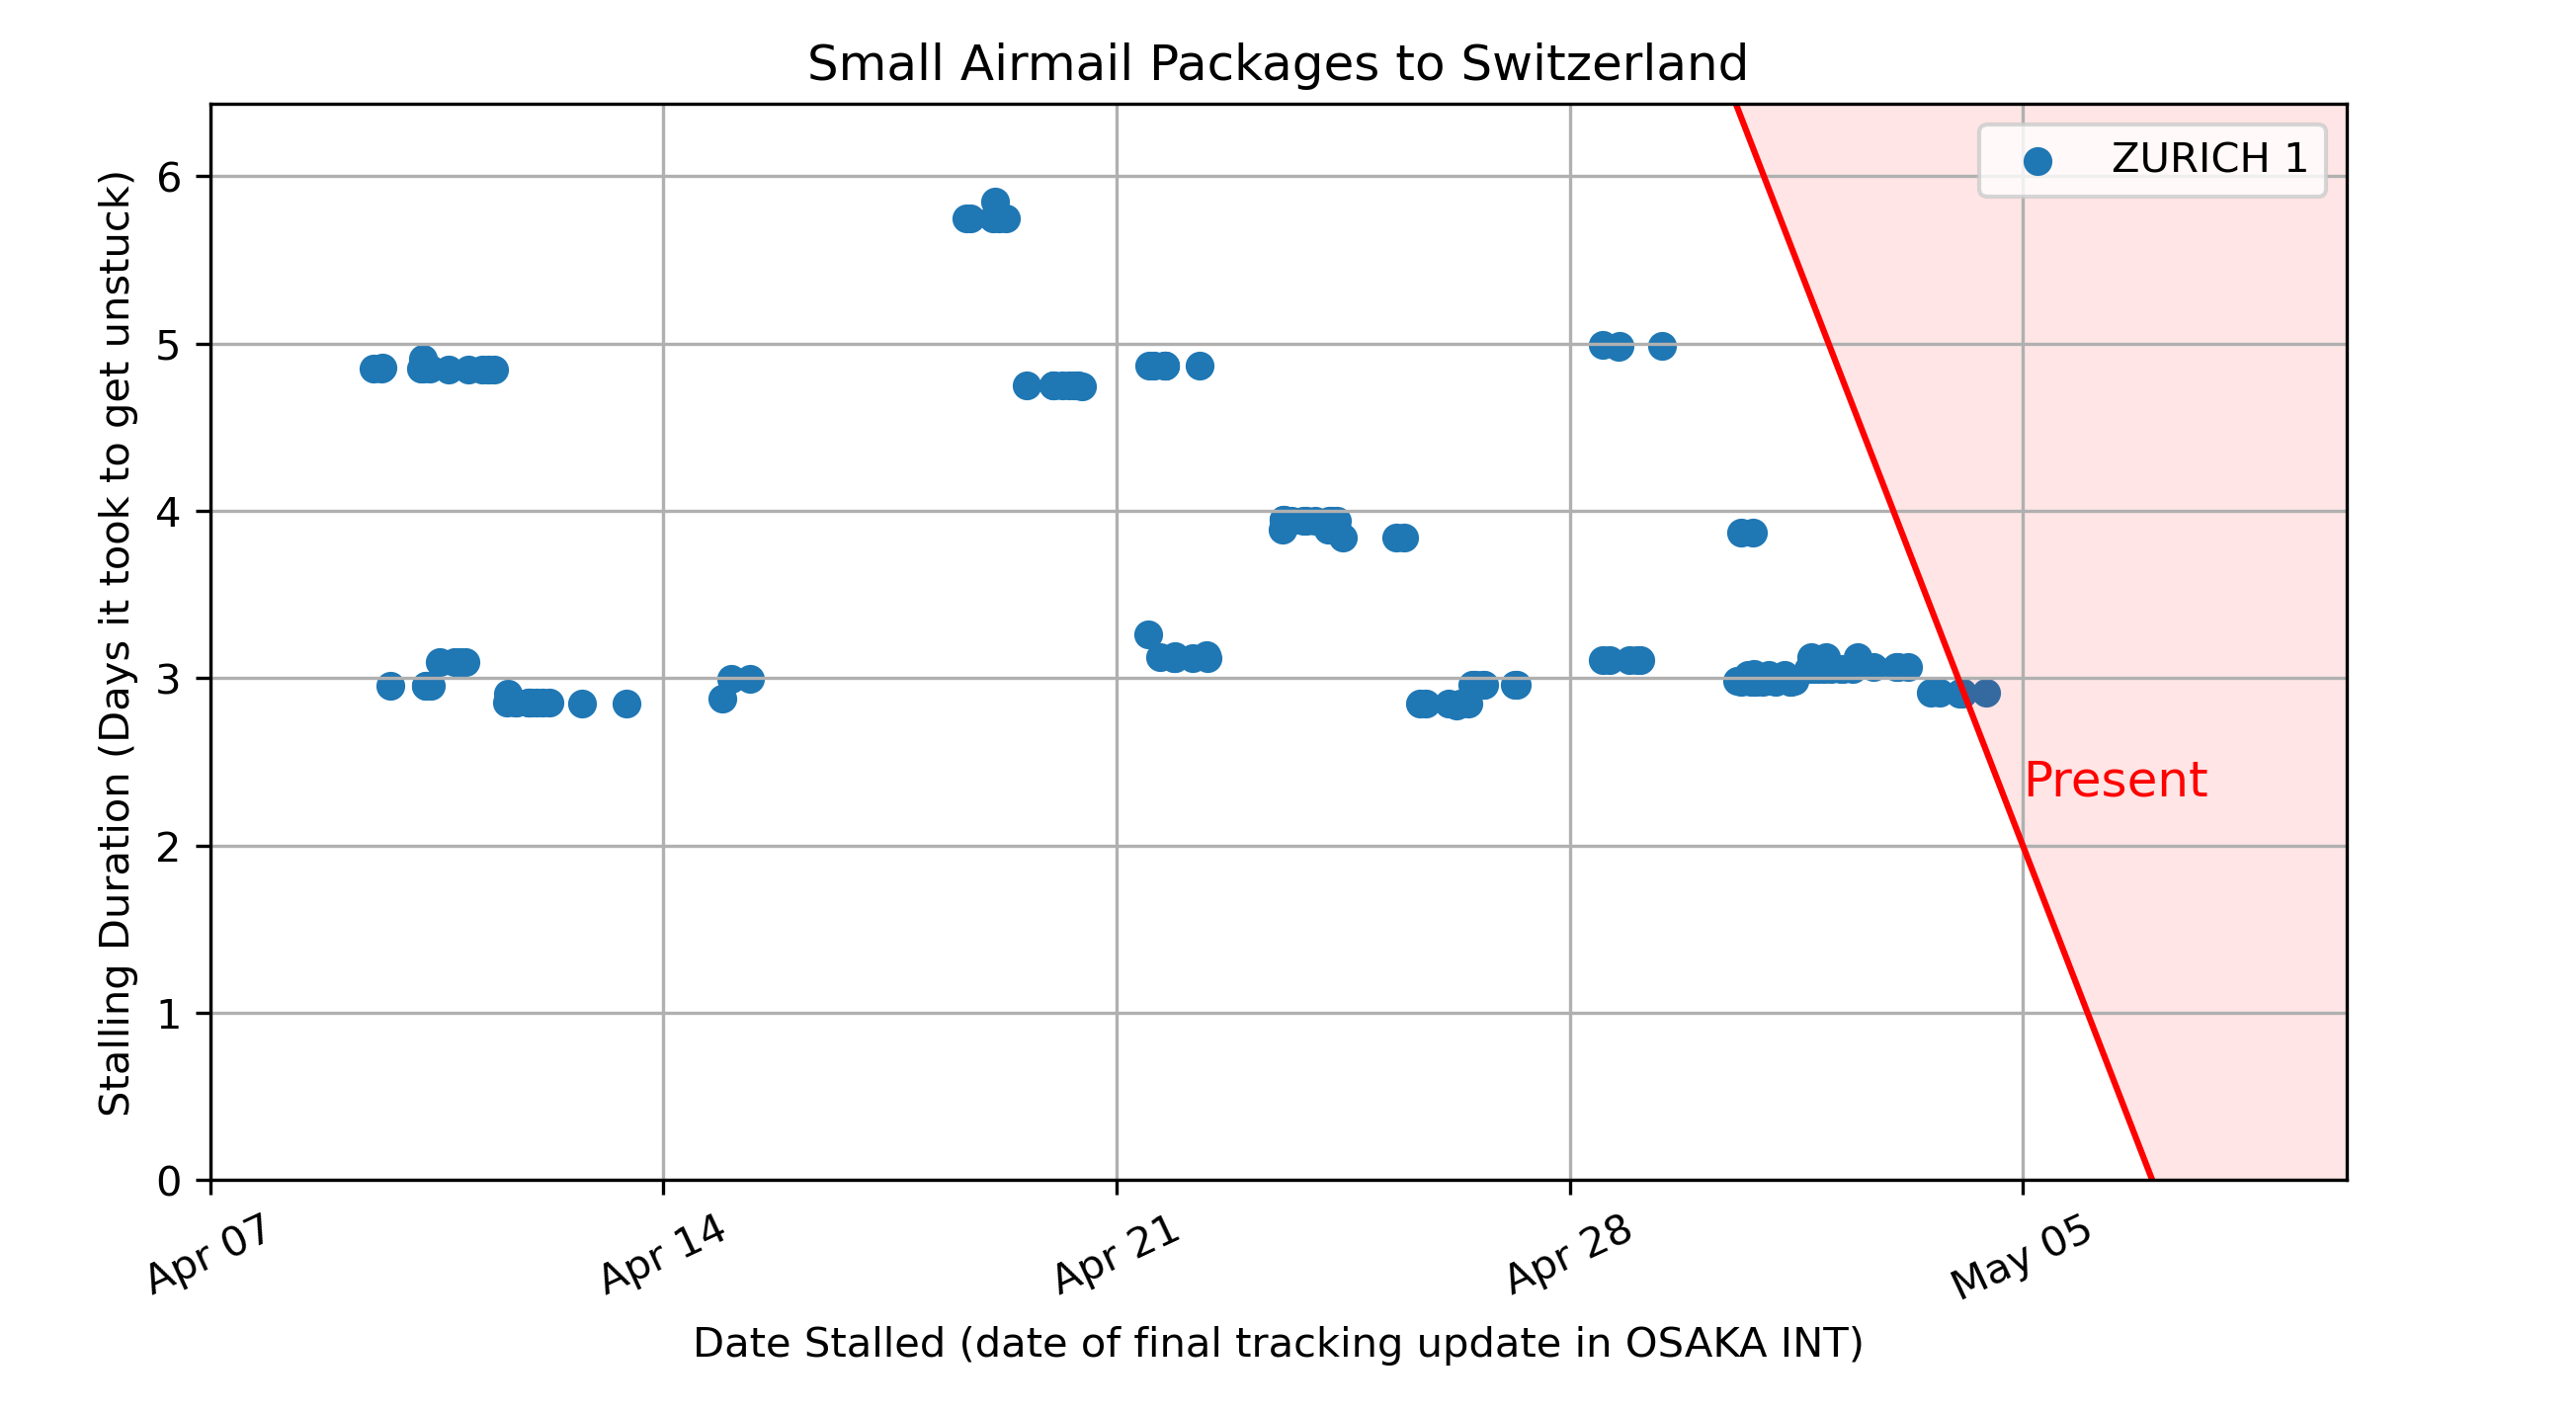 Small Airmail Packages to Switzerland
ZURICH 1
Stalling Duration (Days it took to get unstuck)
6
5
4
3
2
1
0
Present
Apr 07
Apr 14
Apr 21
Apr 28
May 05
Date Stalled (date of final tracking update in OSAKA INT)